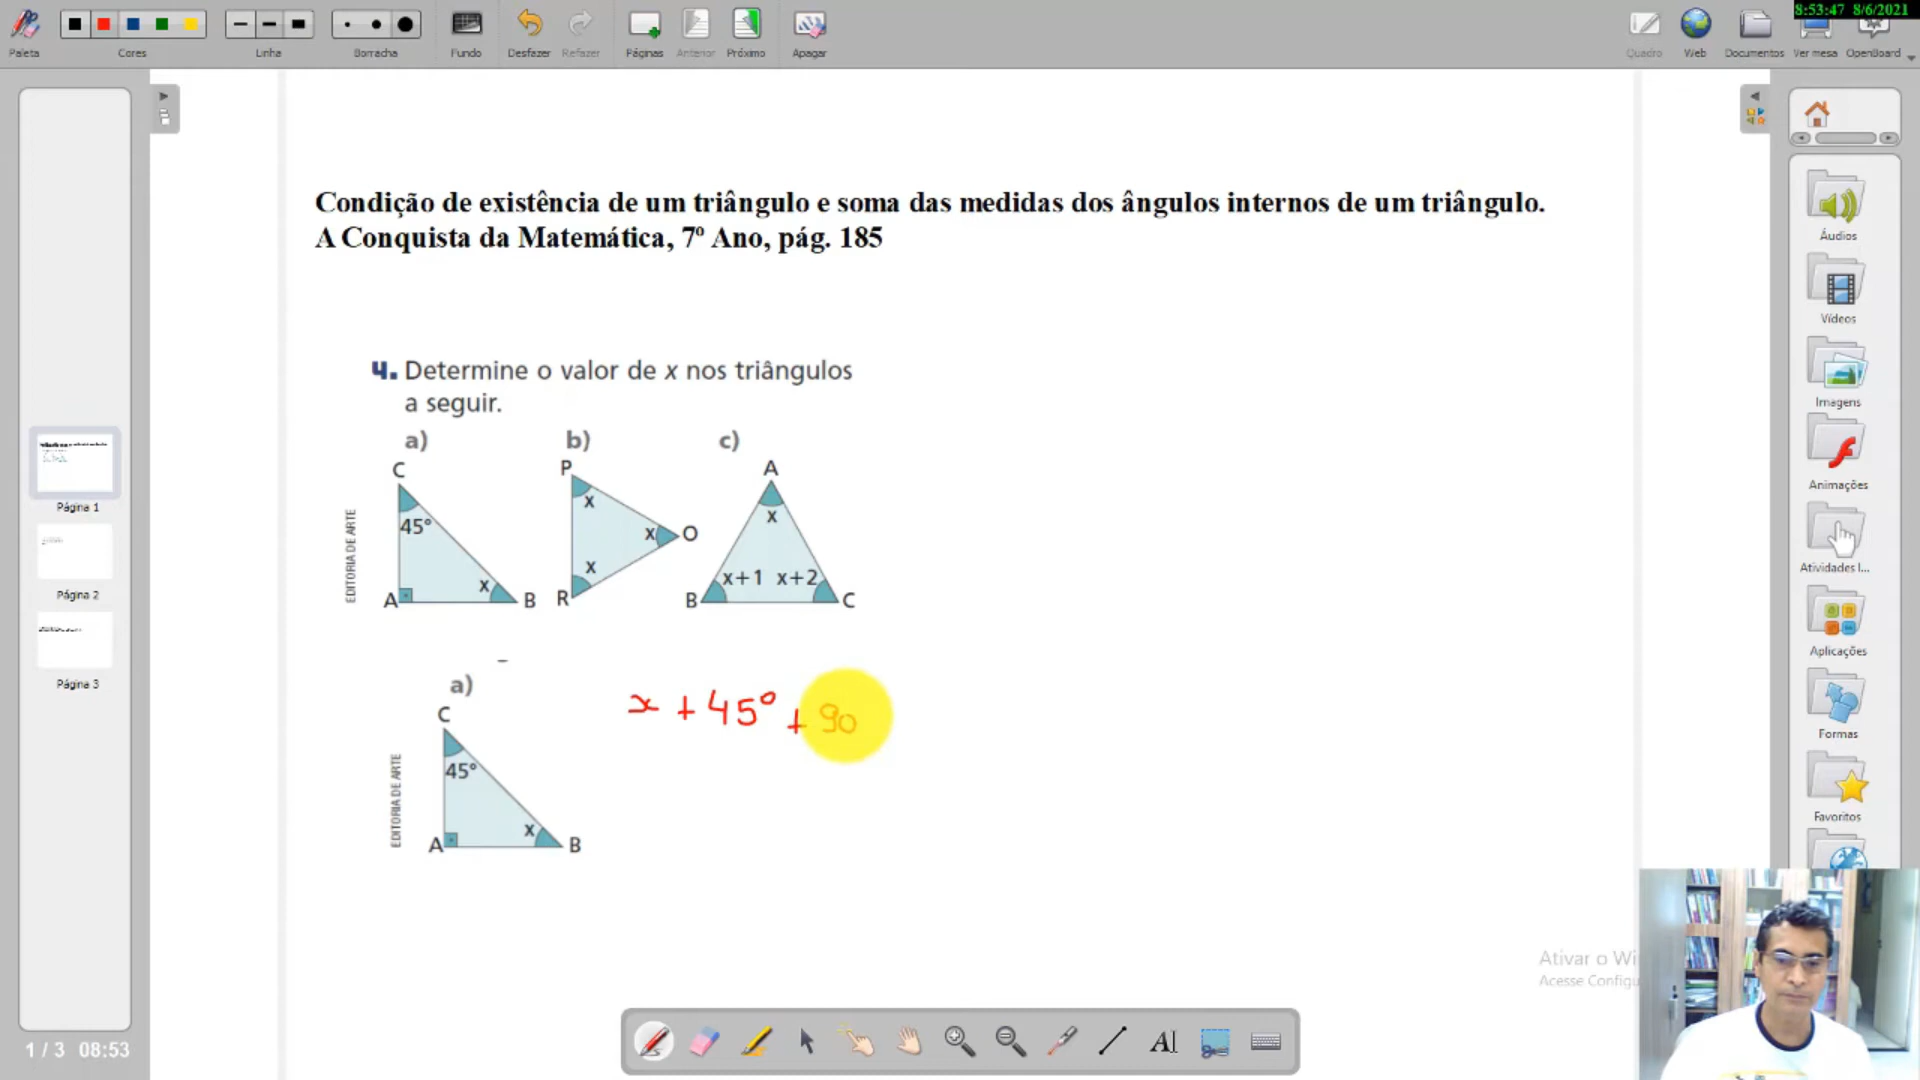 8:53:47 8/6/2021
Paleta
Cores
Linha
Borracha
Fundo
Desfazer
Refazer
Páginas
Anterior
Próximo
Apagar
Quadro
Web
Documentos
Ver mesa
OpenBoard
Condição de existência de um triângulo e soma das medidas dos ângulos internos de um triângulo.
A Conquista da Matemática, 7º Ano, pág. 185
4. Determine o valor de x nos triângulos
a seguir.
a)
C
45°
A
x
B
EDITORIA DE ARTE
b)
P
x
x
O
x
R
c)
A
x
x+1 x+2
B
C
a)
C
45°
A
x
B
EDITORIA DE ARTE
x + 45° + 90
Página 1
Página 2
Página 3
1 / 3 08:53
Áudios
Vídeos
Imagens
Animações
Atividades I...
Aplicações
Formas
Favoritos
Ativar o Wi
Acesse Configu
AI